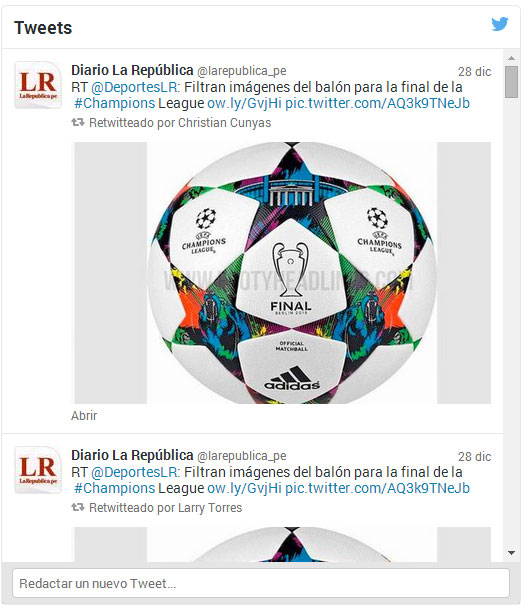 Tweets
LR
LaRepublica.pe
Diario La República @larepublica_pe
28 dic
RT @DeportesLR: Filtran imágenes del balón para la final de la
#Champions League ow.ly/GvjHi pic.twitter.com/AQ3k9TNeJb
Retwitteado por Christian Cunyas
UEFA
CHAMPIONS
LEAGUE
UEFA
CHAMPIONS
LEAGUE
WWW.FOOTYHEADLINES.COM
FINAL
BERLIN 2015
OFFICIAL
MATCHBALL
adidas
Abrir
LR
LaRepublica.pe
Diario La República @larepublica_pe
28 dic
RT @DeportesLR: Filtran imágenes del balón para la final de la
#Champions League ow.ly/GvjHi pic.twitter.com/AQ3k9TNeJb
Retwitteado por Larry Torres
Redactar un nuevo Tweet...